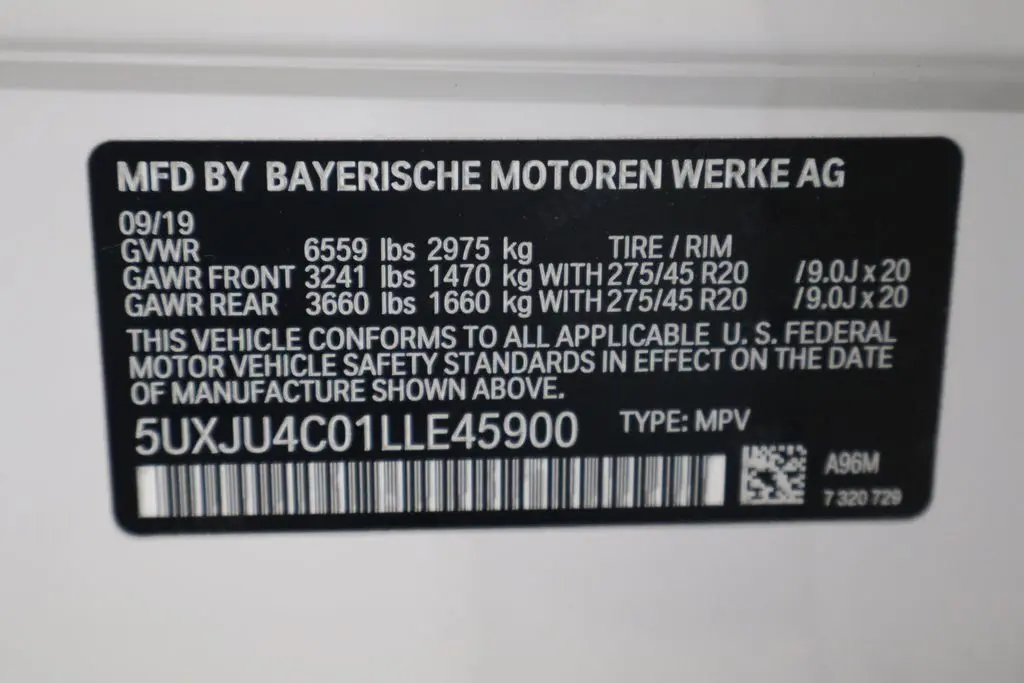 MFD BY BAYERISCHE MOTOREN WERKE AG
09/19
GVWR 6559 lbs 2975 kg TIRE / RIM
GAWR FRONT 3241 lbs 1470 kg WITH 275/45 R20 /9.0J x 20
GAWR REAR 3660 lbs 1660 kg WITH 275/45 R20 /9.0J x 20
THIS VEHICLE CONFORMS TO ALL APPLICABLE U. S. FEDERAL
MOTOR VEHICLE SAFETY STANDARDS IN EFFECT ON THE DATE
OF MANUFACTURE SHOWN ABOVE.
5UXJU4C01LLE45900 TYPE: MPV
A96M
7 320 729